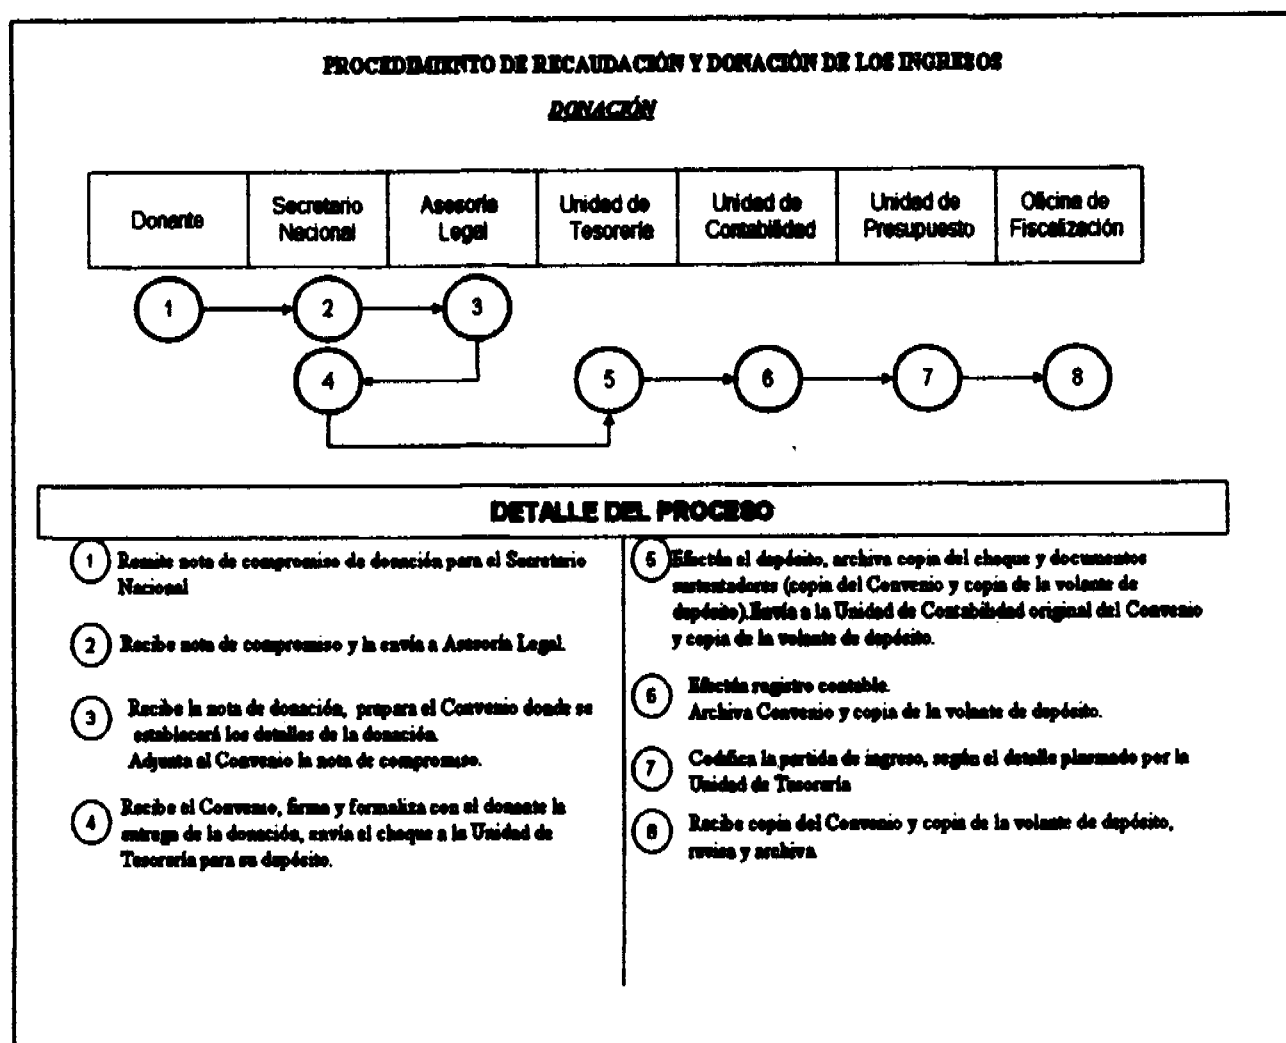 PROCEDIMIENTO DE RECAUDACIÓN Y DONACIÓN DE LOS INGRESOS
DONACIÓN
Donante
Secretario
Nacional
Asesoría
Legal
Unidad de
Tesorería
Unidad de
Contabilidad
Unidad de
Presupuesto
Oficina de
Fiscalización
1
2
3
4
5
6
7
8
DETALLE DEL PROCESO
1 Remite nota de compromiso de donación para el Secretario
Nacional
2 Recibe nota de compromiso y la envía a Asesoría Legal.
3 Recibe la nota de donación, prepara el Convenio donde se
establecerá los detalles de la donación.
Adjunta al Convenio la nota de compromiso.
4 Recibe el Convenio, firma y formaliza con el donante la
entrega de la donación, envía el cheque a la Unidad de
Tesorería para su depósito.
5 Efectúa el depósito, archiva copia del cheque y documentos
sustentadores (copia del Convenio y copia de la volante de
depósito).Envía a la Unidad de Contabilidad original del Convenio
y copia de la volante de depósito.
6 Efectúa registro contable.
Archiva Convenio y copia de la volante de depósito.
7 Codifica la partida de ingreso, según el detalle plasmado por la
Unidad de Tesorería
8 Recibe copia del Convenio y copia de la volante de depósito,
revisa y archiva